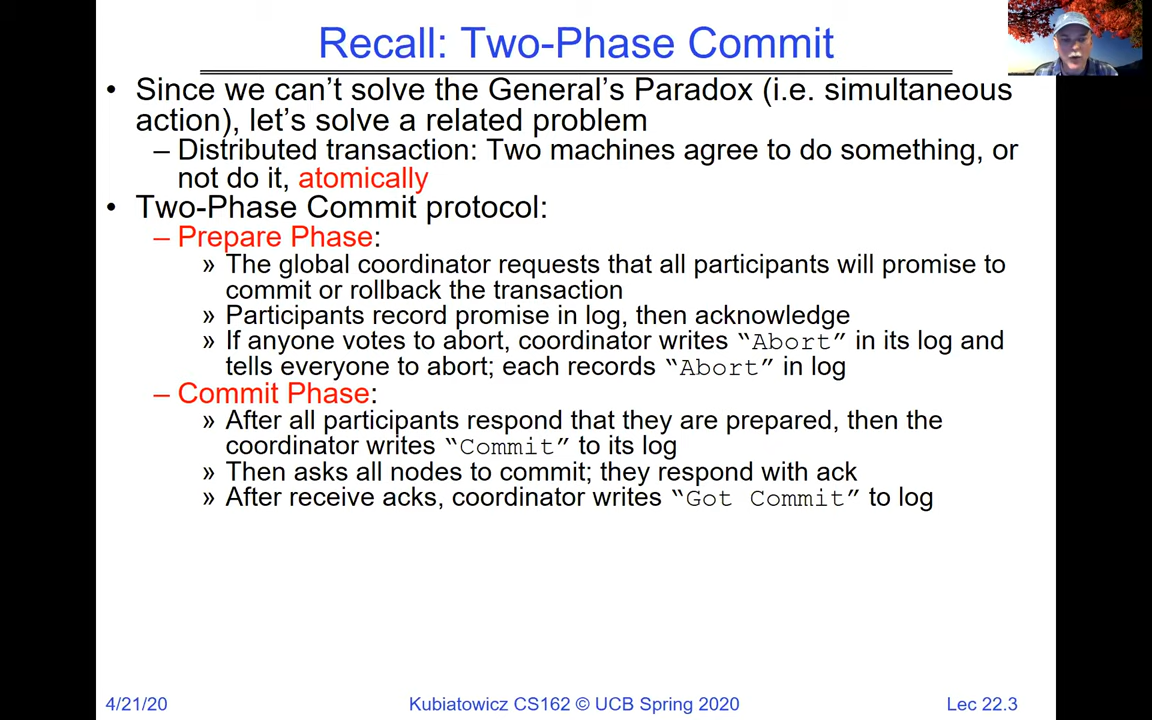 Recall: Two-Phase Commit
• Since we can't solve the General's Paradox (i.e. simultaneous
action), let's solve a related problem
– Distributed transaction: Two machines agree to do something, or
not do it, atomically
• Two-Phase Commit protocol:
– Prepare Phase:
» The global coordinator requests that all participants will promise to
commit or rollback the transaction
» Participants record promise in log, then acknowledge
» If anyone votes to abort, coordinator writes “Abort” in its log and
tells everyone to abort; each records “Abort” in log
– Commit Phase:
» After all participants respond that they are prepared, then the
coordinator writes “Commit” to its log
» Then asks all nodes to commit; they respond with ack
» After receive acks, coordinator writes “Got Commit” to log
4/21/20 Kubiatowicz CS162 © UCB Spring 2020 Lec 22.3